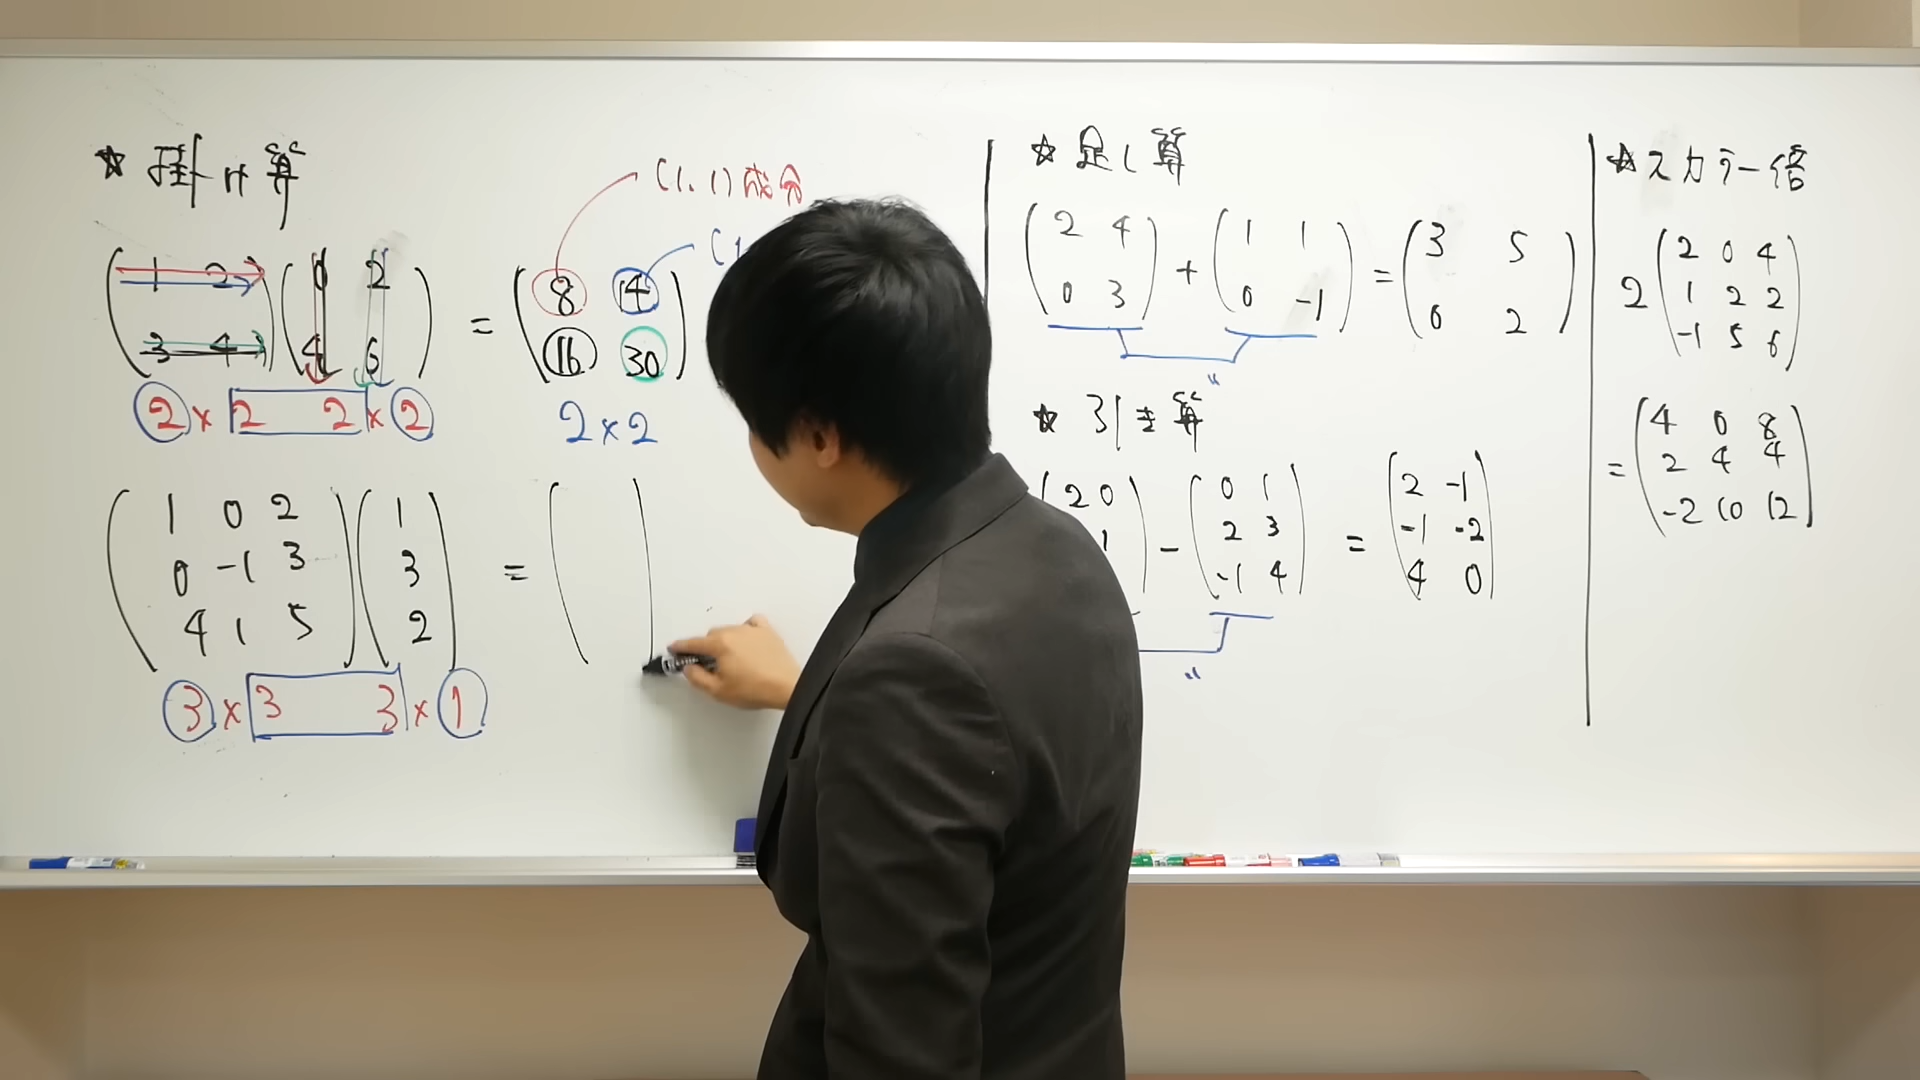 ☆ 掛け算
(1,1)成分
(1
(1 2
3 4)(0 2
4 6) = (8 14
16 30)
2×2 2×2
2×2
(1 0 2
0 -1 3
4 1 5)(1
3
2) = ( )
3×3 3×1
☆ 足し算
(2 4
0 3) + (1 1
0 -1) = (3 5
0 2)
〃
☆ 引き算
(2 0
1
) - (0 1
2 3
-1 4) = (2 -1
-1 -2
4 0)
〃
☆ スカラー倍
2(2 0 4
1 2 2
-1 5 6)
= (4 0 8
2 4 4
-2 10 12)